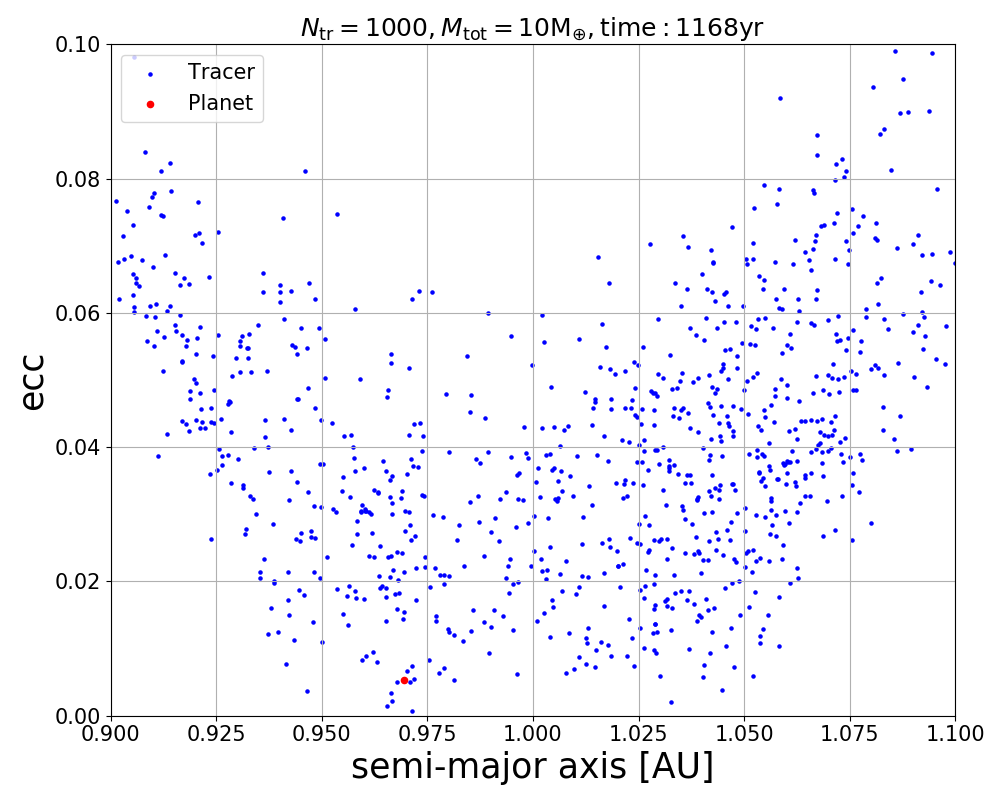 N_tr = 1000, M_tot = 10M_⊕, time : 1168yr
0.10
Tracer
Planet
0.08
0.06
ecc
0.04
0.02
0.00
0.900 0.925 0.950 0.975 1.000 1.025 1.050 1.075 1.100
semi-major axis [AU]